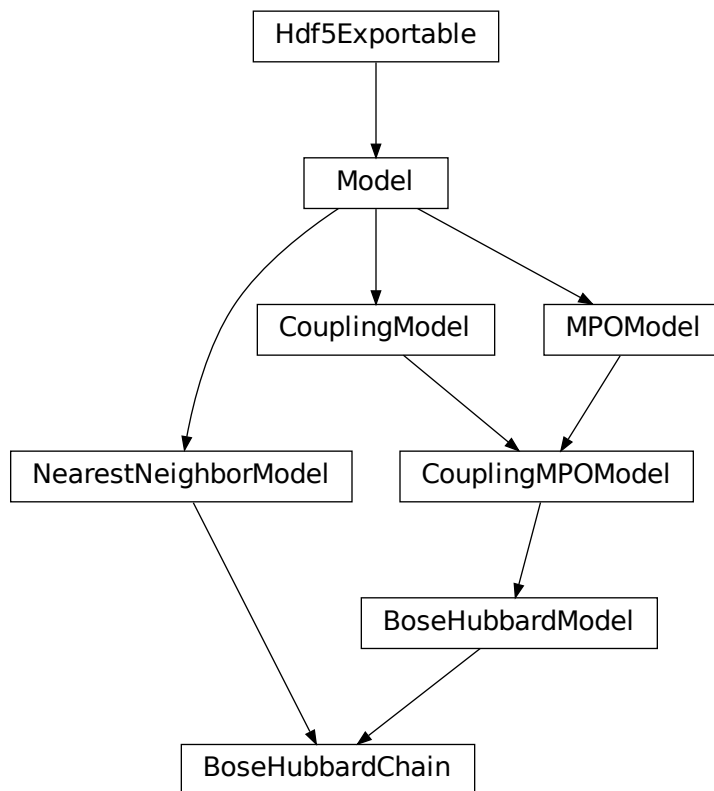 Hdf5Exportable
Model
CouplingModel
MPOModel
NearestNeighborModel
CouplingMPOModel
BoseHubbardModel
BoseHubbardChain